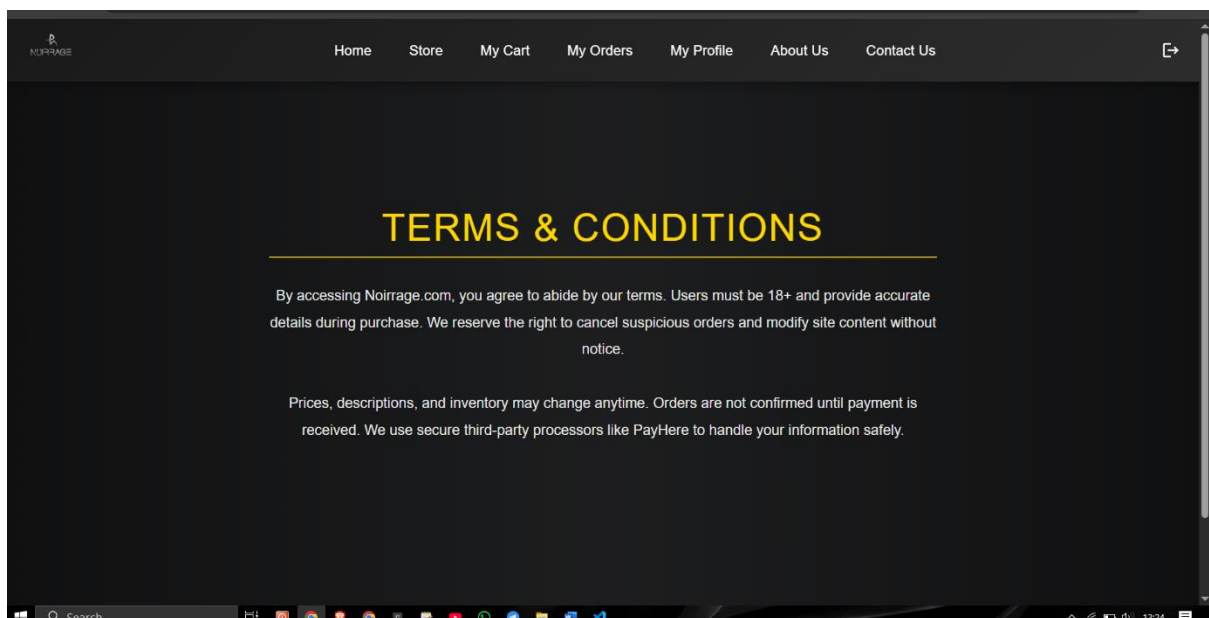 NOIRRAGE
Home Store My Cart My Orders My Profile About Us Contact Us
TERMS & CONDITIONS
By accessing Noirrage.com, you agree to abide by our terms. Users must be 18+ and provide accurate
details during purchase. We reserve the right to cancel suspicious orders and modify site content without
notice.
Prices, descriptions, and inventory may change anytime. Orders are not confirmed until payment is
received. We use secure third-party processors like PayHere to handle your information safely.
Search
13:24